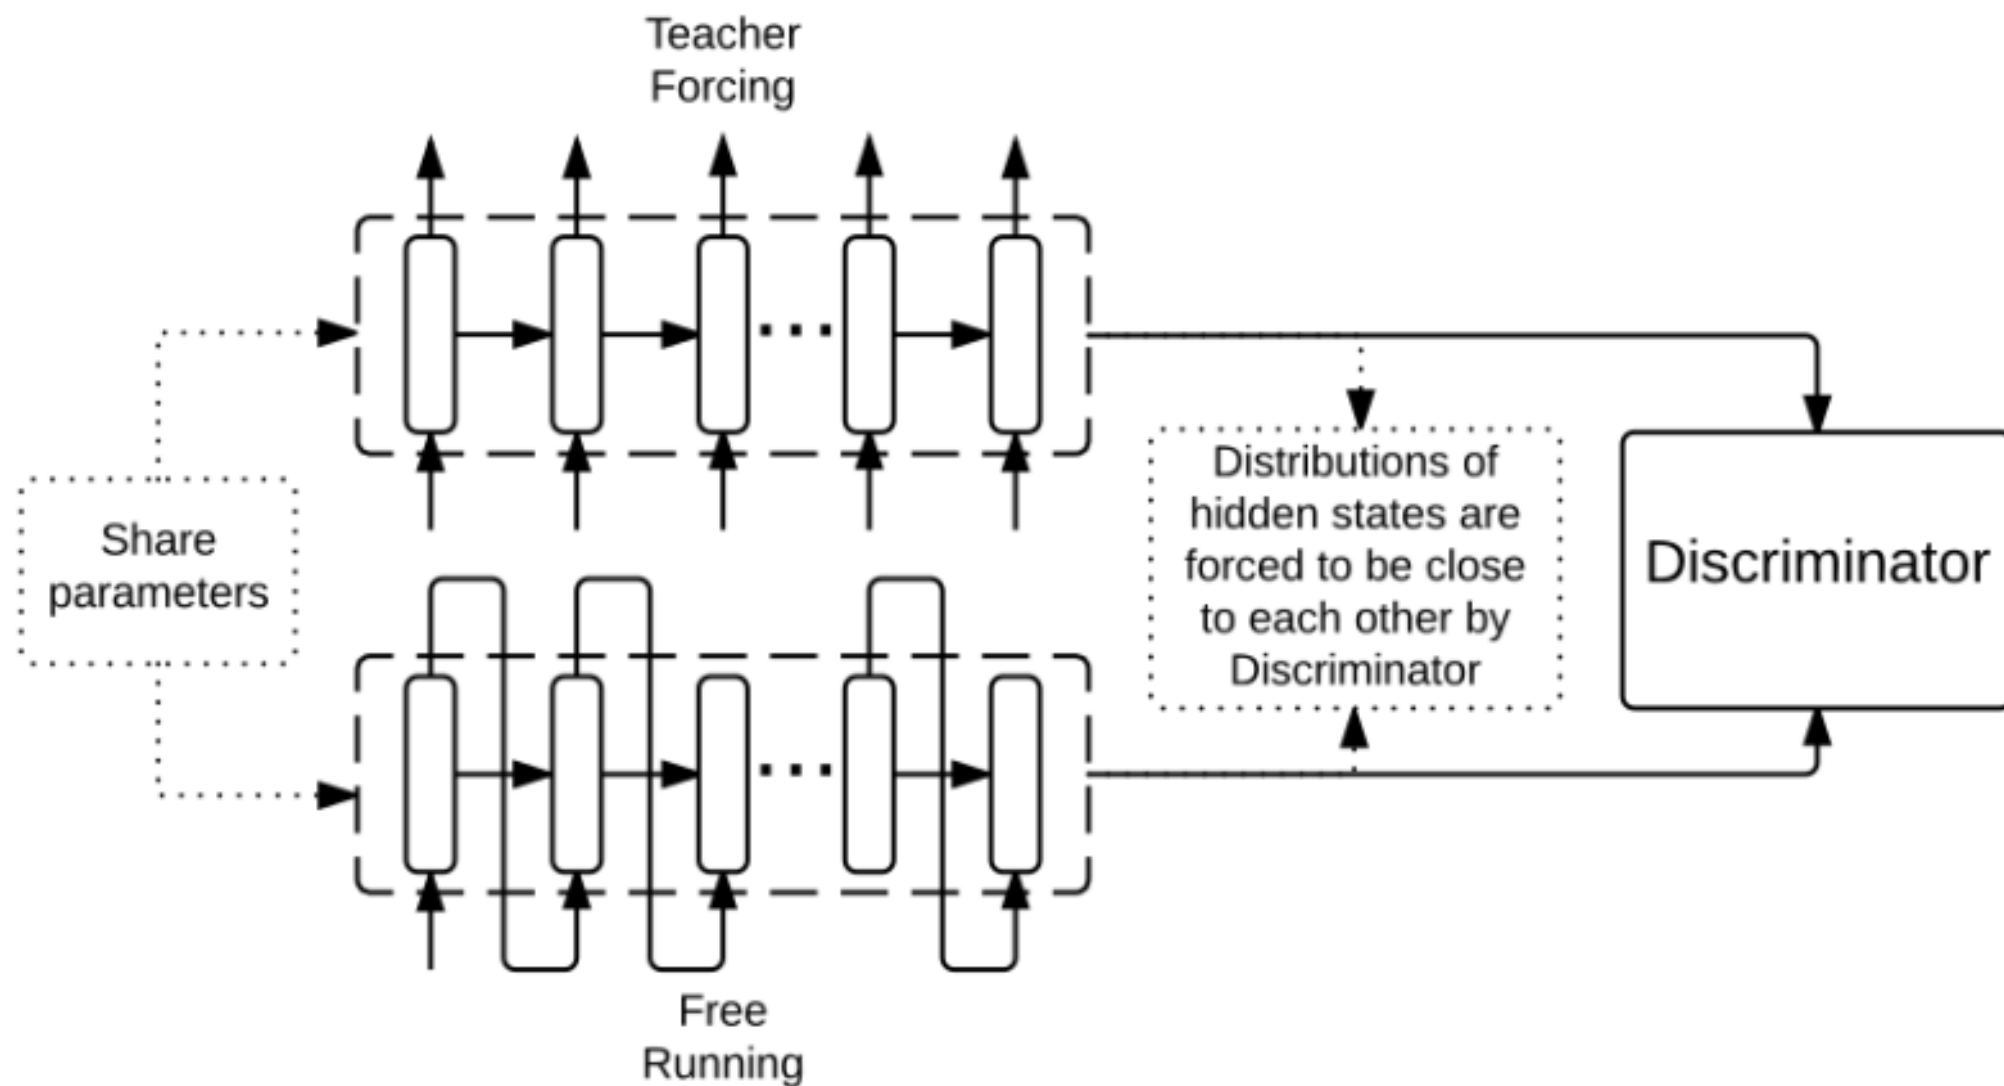 Teacher
Forcing
Share
parameters
Distributions of
hidden states are
forced to be close
to each other by
Discriminator
Discriminator
Free
Running